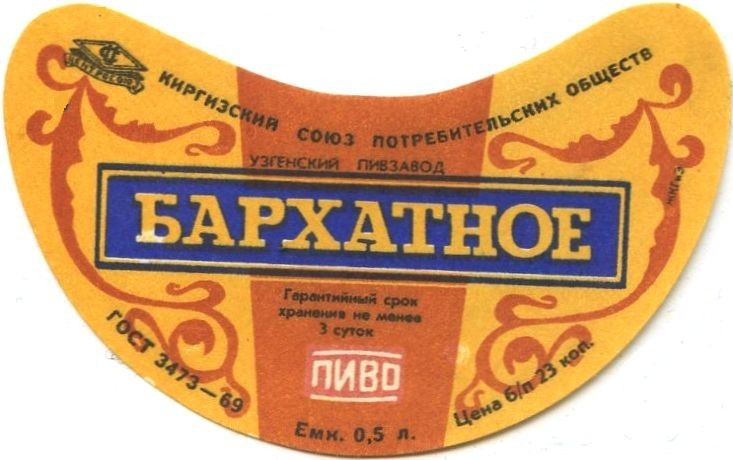 ЦЕНТРОСОЮЗ
КИРГИЗСКИЙ СОЮЗ ПОТРЕБИТЕЛЬСКИХ ОБЩЕСТВ
УЗГЕНСКИЙ ПИВЗАВОД
БАРХАТНОЕ
Гарантийный срок
хранения не менее
3 суток
ПИВО
ГОСТ 3473—69
Емк. 0,5 л.
Цена б/п 23 коп.